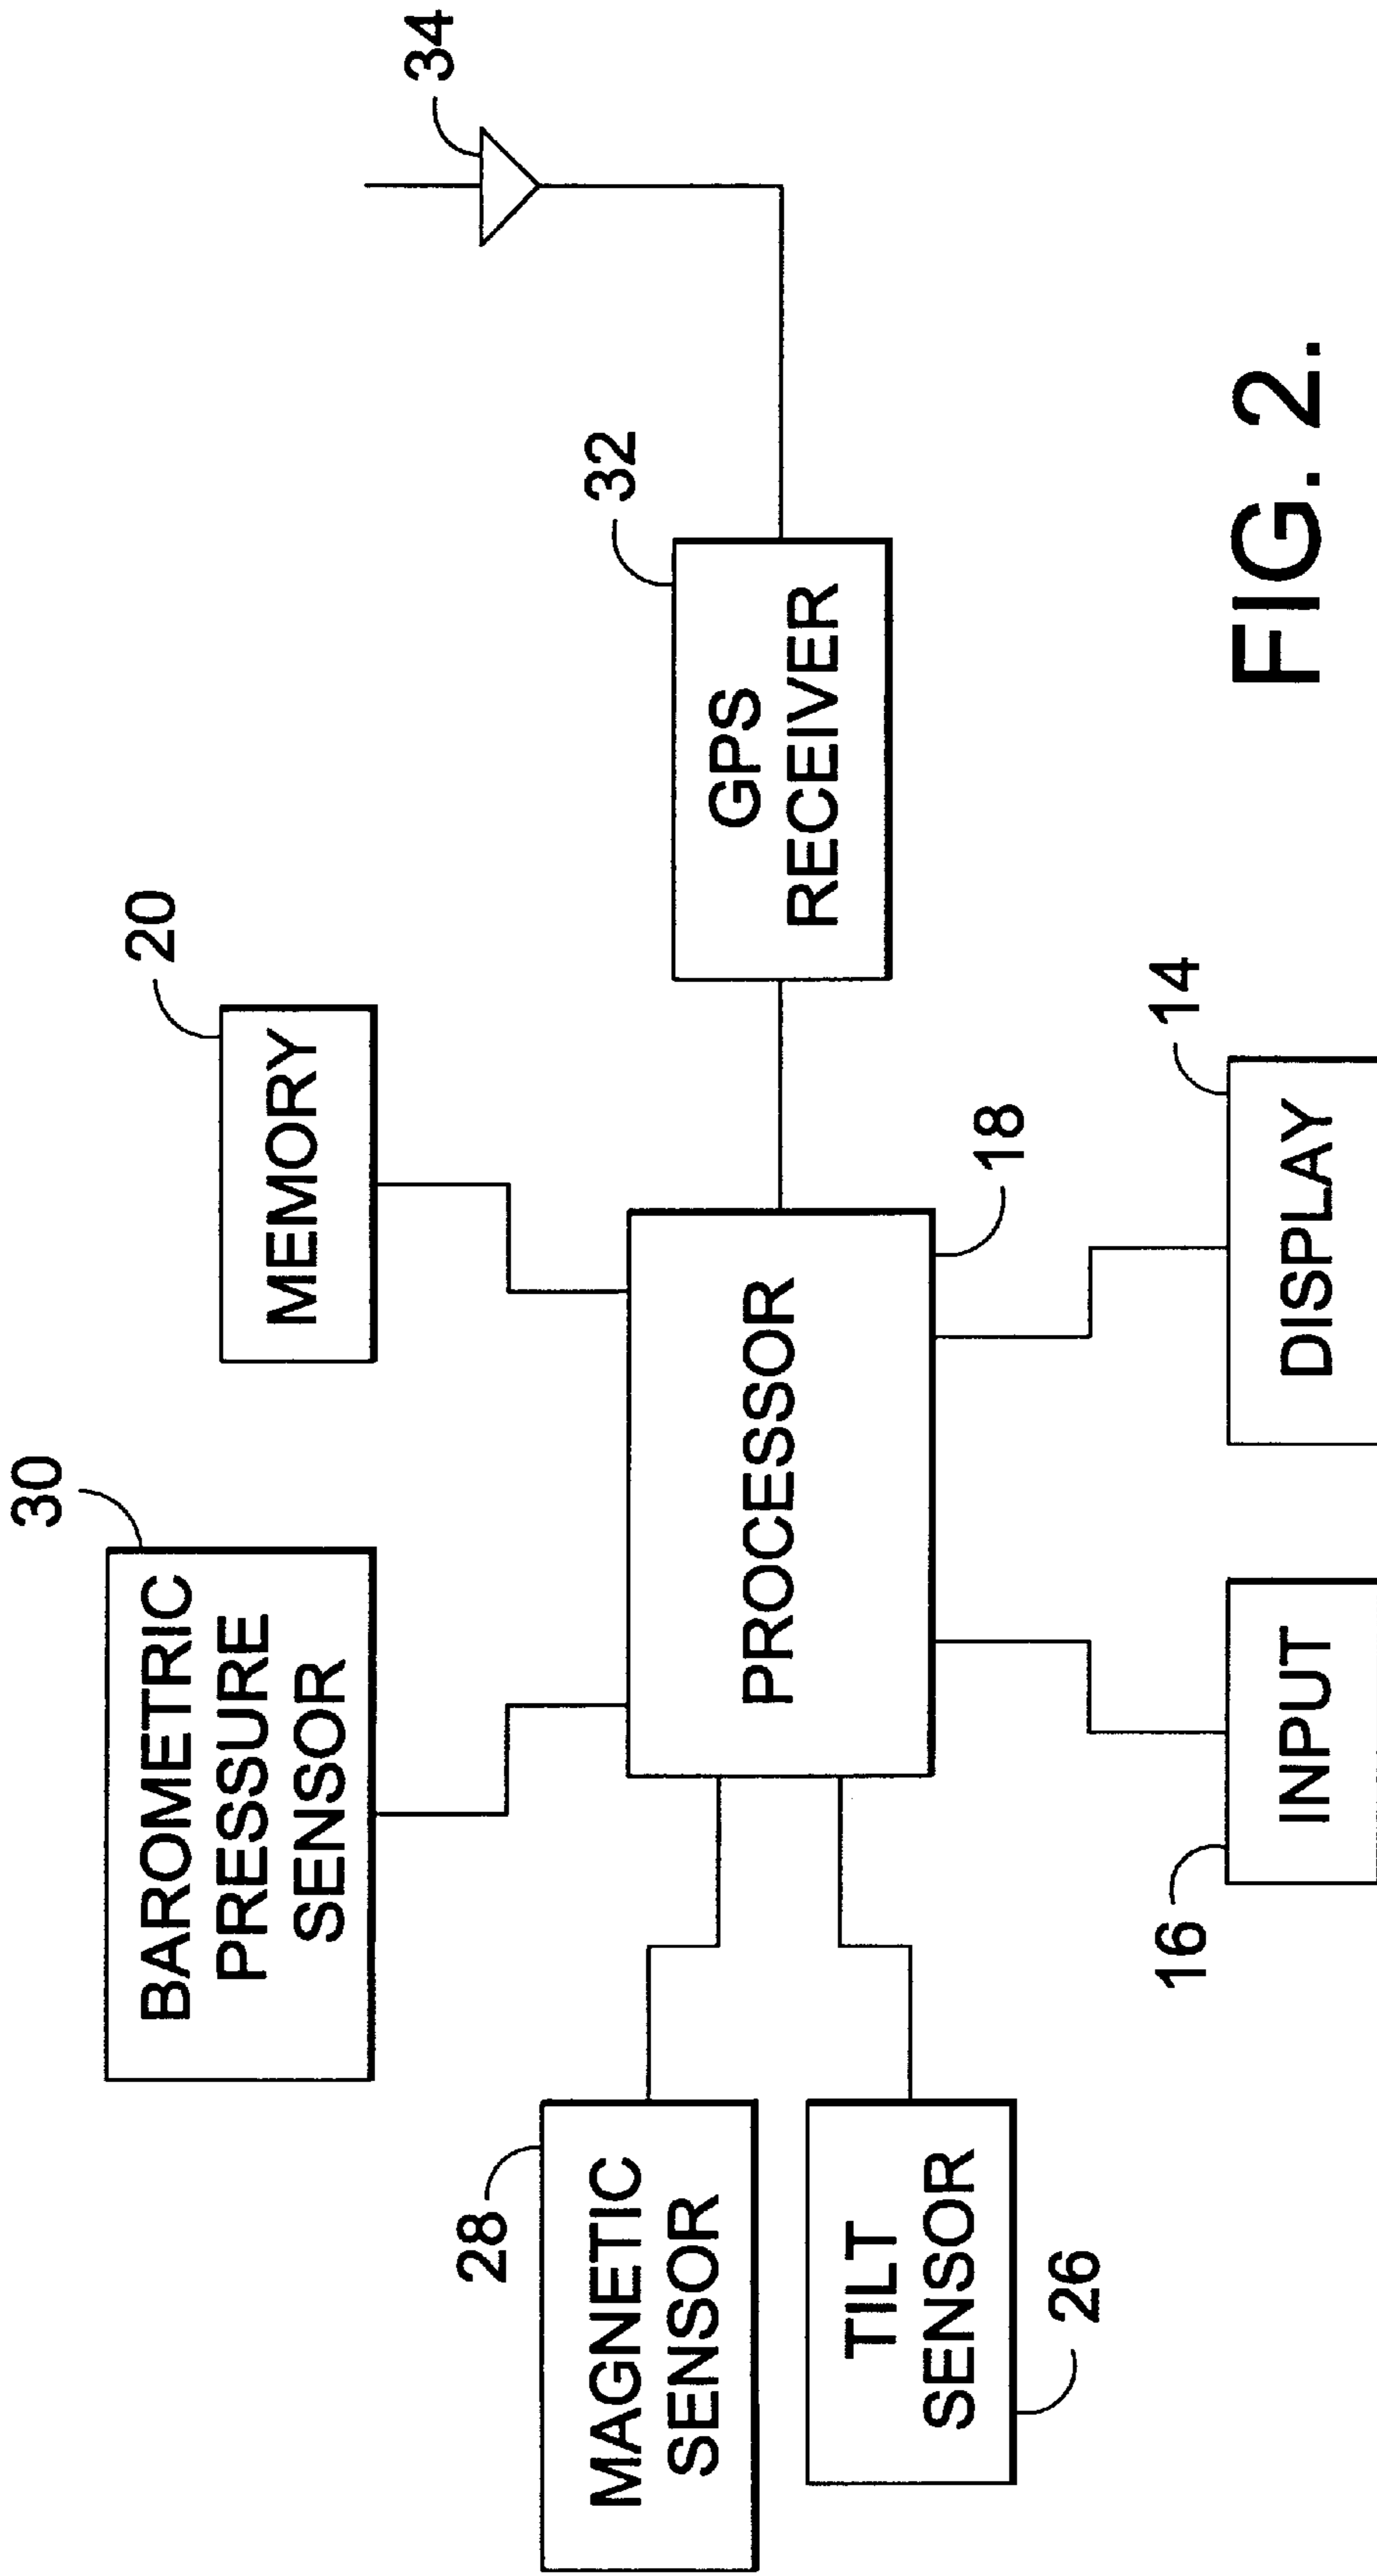 30
BAROMETRIC
PRESSURE
SENSOR
20
MEMORY
34
28
MAGNETIC
SENSOR
TILT
SENSOR
26
PROCESSOR
18
32
GPS
RECEIVER
16
INPUT
14
DISPLAY
FIG. 2.